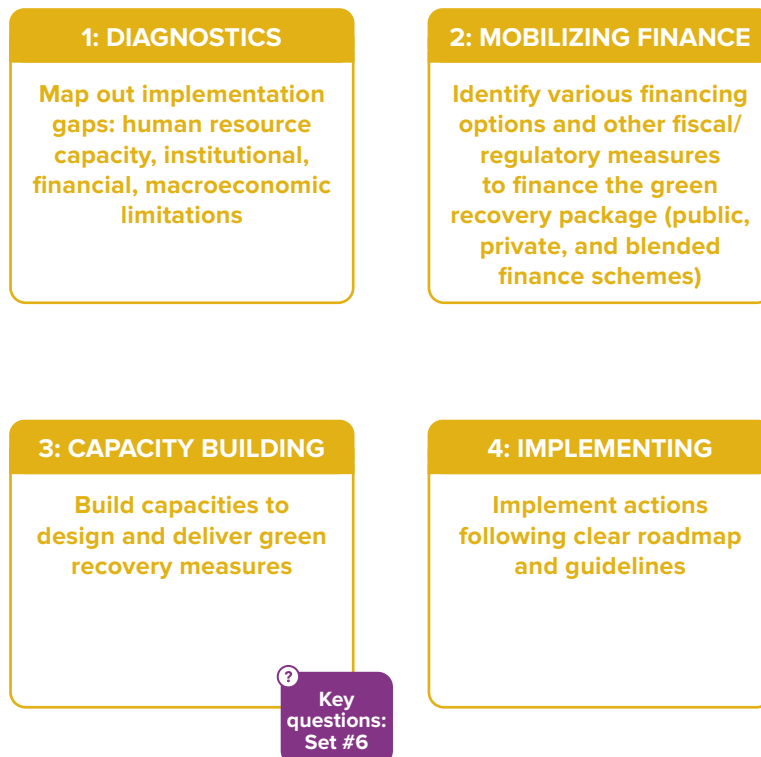 1: DIAGNOSTICS
Map out implementation
gaps: human resource
capacity, institutional,
financial, macroeconomic
limitations
2: MOBILIZING FINANCE
Identify various financing
options and other fiscal/
regulatory measures
to finance the green
recovery package (public,
private, and blended
finance schemes)
3: CAPACITY BUILDING
Build capacities to
design and deliver green
recovery measures
?
Key
questions:
Set #6
4: IMPLEMENTING
Implement actions
following clear roadmap
and guidelines